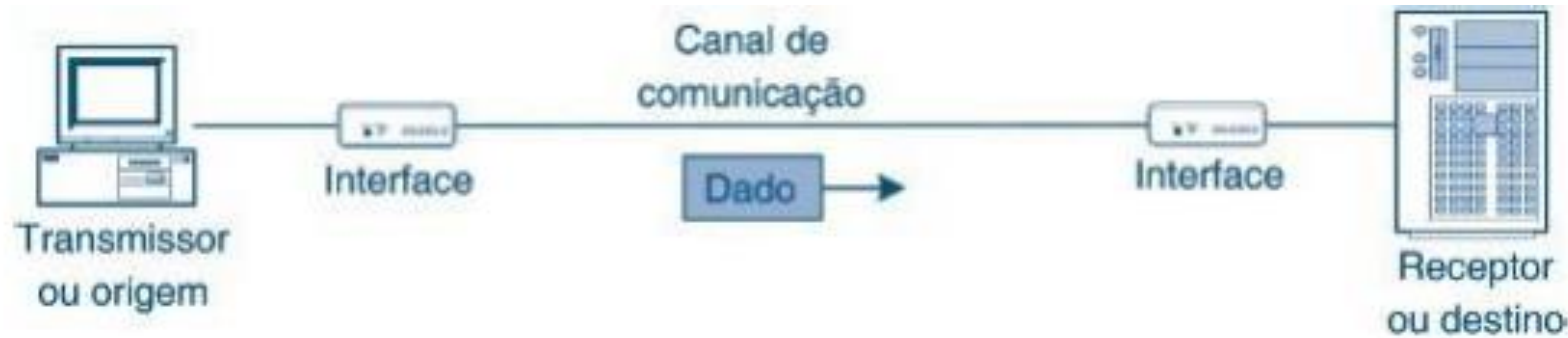 Canal de
comunicação
Interface
Interface
Dado
Transmissor
ou origem
Receptor
ou destino